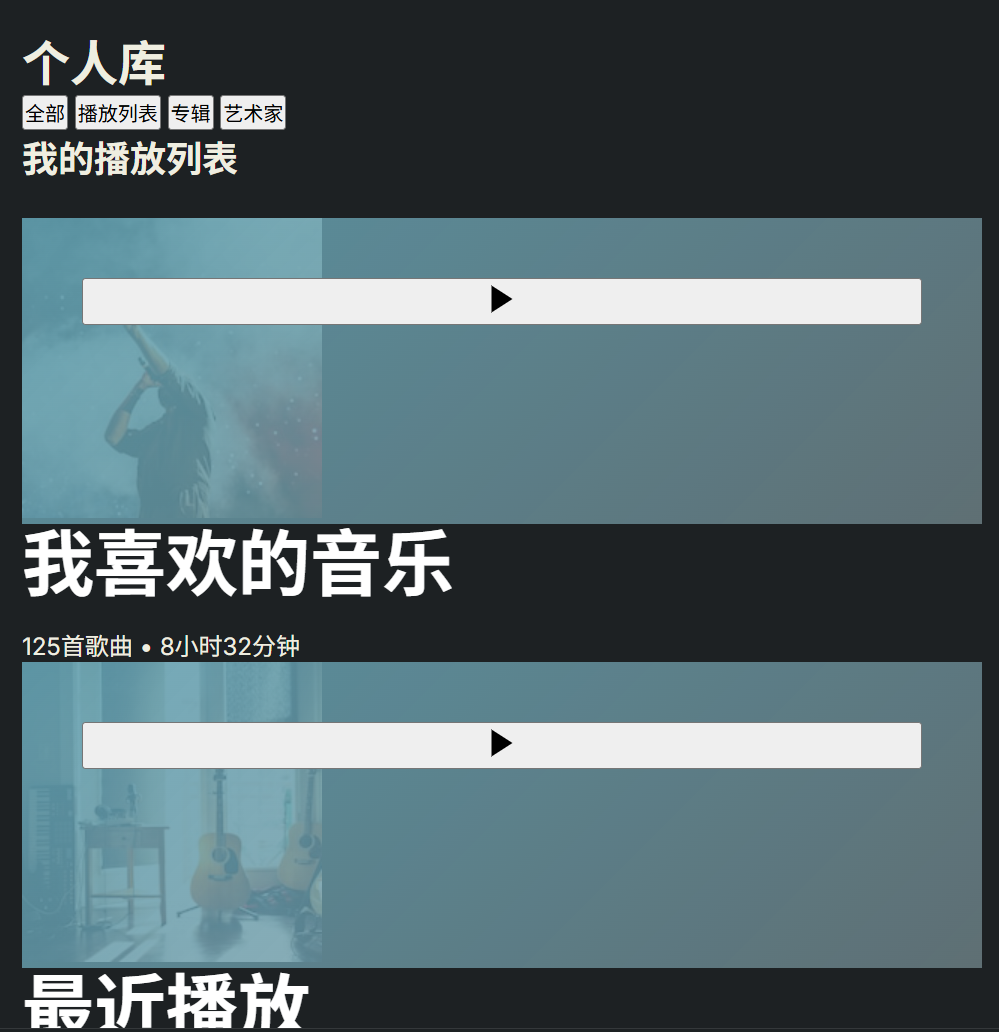 个人库
全部 播放列表 专辑 艺术家
我的播放列表
我喜欢的音乐
125首歌曲 • 8小时32分钟
最近播放